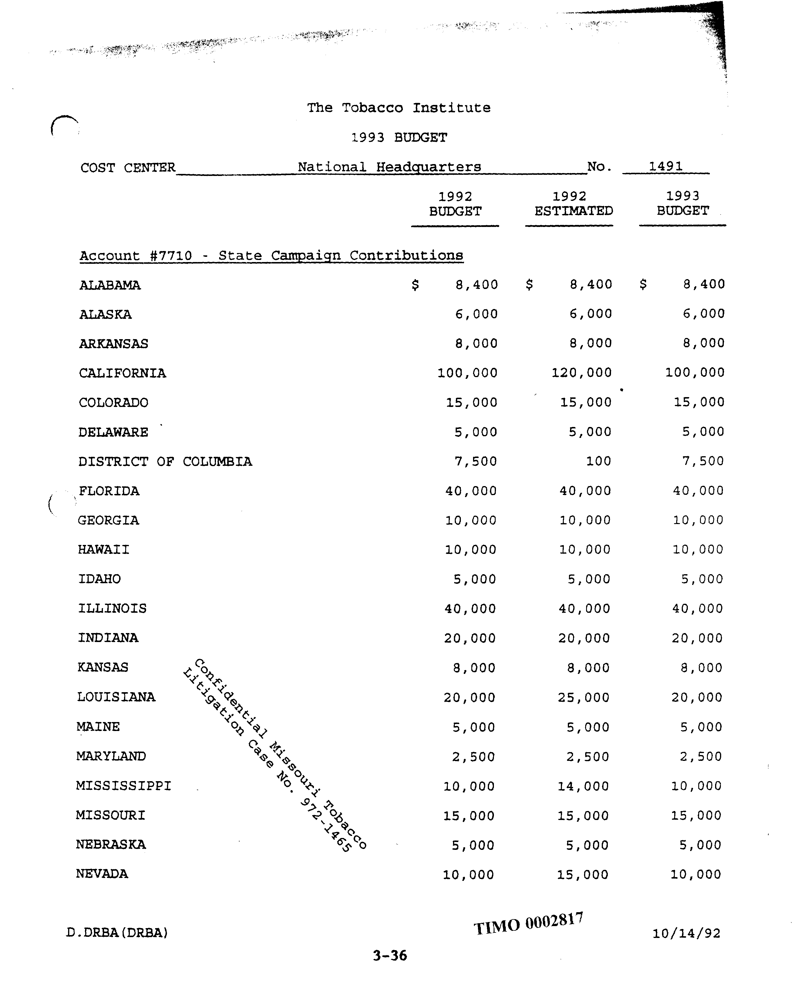 The Tobacco Institute
1993 BUDGET
COST CENTER National Headquarters No. 1491
1992 1992 1993
BUDGET ESTIMATED BUDGET
Account #7710 - State Campaign Contributions
ALABAMA $ 8,400 $ 8,400 $ 8,400
ALASKA 6,000 6,000 6,000
ARKANSAS 8,000 8,000 8,000
CALIFORNIA 100,000 120,000 100,000
COLORADO 15,000 15,000 15,000
DELAWARE 5,000 5,000 5,000
DISTRICT OF COLUMBIA 7,500 100 7,500
FLORIDA 40,000 40,000 40,000
GEORGIA 10,000 10,000 10,000
HAWAII 10,000 10,000 10,000
IDAHO 5,000 5,000 5,000
ILLINOIS 40,000 40,000 40,000
INDIANA 20,000 20,000 20,000
KANSAS 8,000 8,000 8,000
LOUISIANA 20,000 25,000 20,000
MAINE 5,000 5,000 5,000
MARYLAND 2,500 2,500 2,500
MISSISSIPPI 10,000 14,000 10,000
MISSOURI 15,000 15,000 15,000
NEBRASKA 5,000 5,000 5,000
NEVADA 10,000 15,000 10,000
Confidential Missouri Tobacco
Litigation Case No. 972-1465
D.DRBA(DRBA) TIMO 0002817 10/14/92
3-36